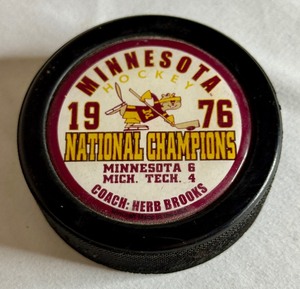 MINNESOTA
HOCKEY
19 76
NATIONAL CHAMPIONS
MINNESOTA 6
MICH. TECH. 4
COACH: HERB BROOKS